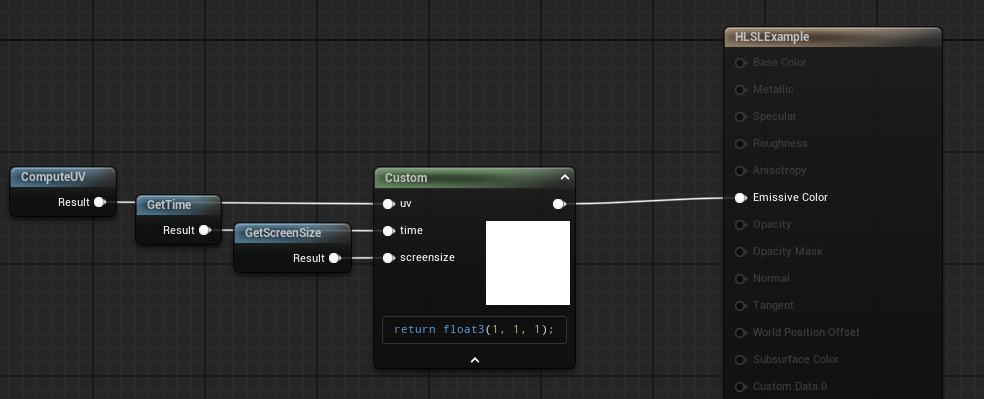 HLSLExample
Base Color
Metallic
Specular
Roughness
Anisotropy
Emissive Color
Opacity
Opacity Mask
Normal
Tangent
World Position Offset
Subsurface Color
Custom Data 0
ComputeUV
Result
GetTime
Result
GetScreenSize
Result
Custom
uv
time
screensize
return float3(1, 1, 1);